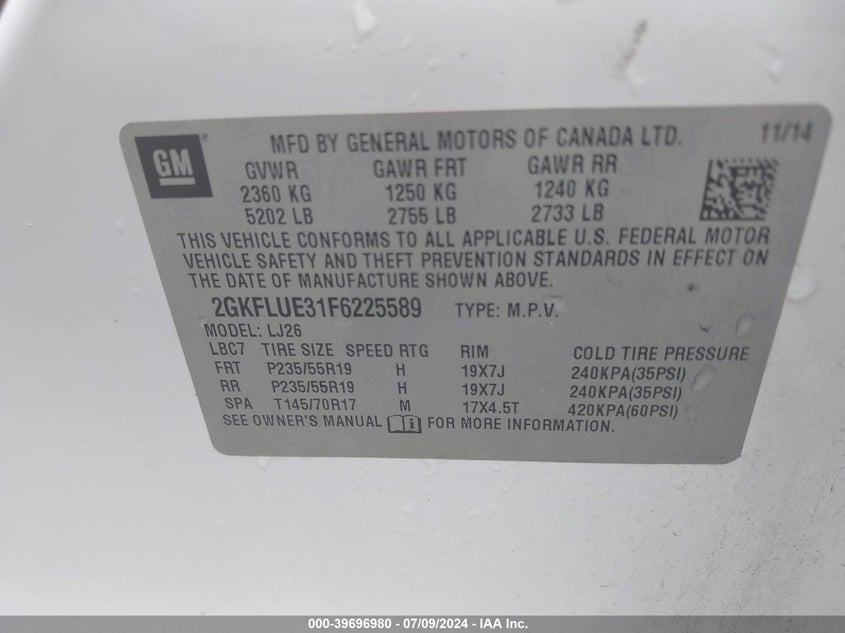 GM ® MFD BY GENERAL MOTORS OF CANADA LTD. 11/14
GVWR GAWR FRT GAWR RR
2360 KG 1250 KG 1240 KG
5202 LB 2755 LB 2733 LB
THIS VEHICLE CONFORMS TO ALL APPLICABLE U.S. FEDERAL MOTOR
VEHICLE SAFETY AND THEFT PREVENTION STANDARDS IN EFFECT ON
THE DATE OF MANUFACTURE SHOWN ABOVE.
2GKFLUE31F6225589 TYPE: M.P.V.
MODEL: LJ26
LBC7 TIRE SIZE SPEED RTG RIM COLD TIRE PRESSURE
FRT P235/55R19 H 19X7J 240KPA(35PSI)
RR P235/55R19 H 19X7J 240KPA(35PSI)
SPA T145/70R17 M 17X4.5T 420KPA(60PSI)
SEE OWNER'S MANUAL FOR MORE INFORMATION.
000-39696980 - 07/09/2024 - IAA Inc.